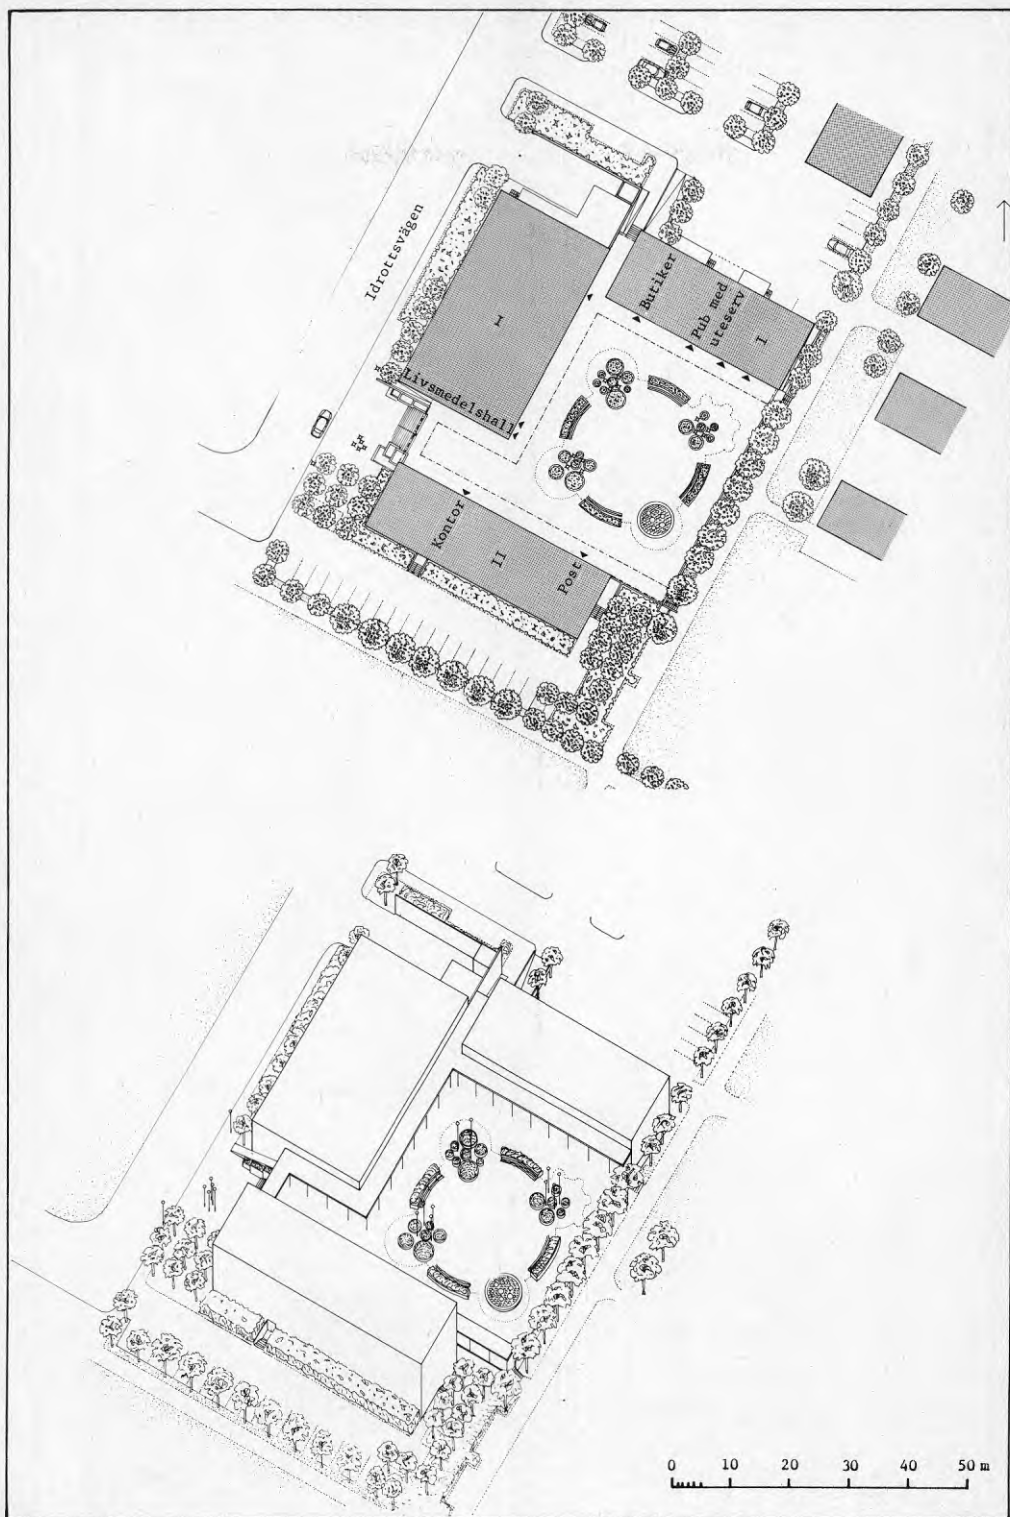 Idrottsvägen
I
Livsmedelshall
Butiker
Pub med
uteserv
I
Kontor
II
Post
0 10 20 30 40 50 m